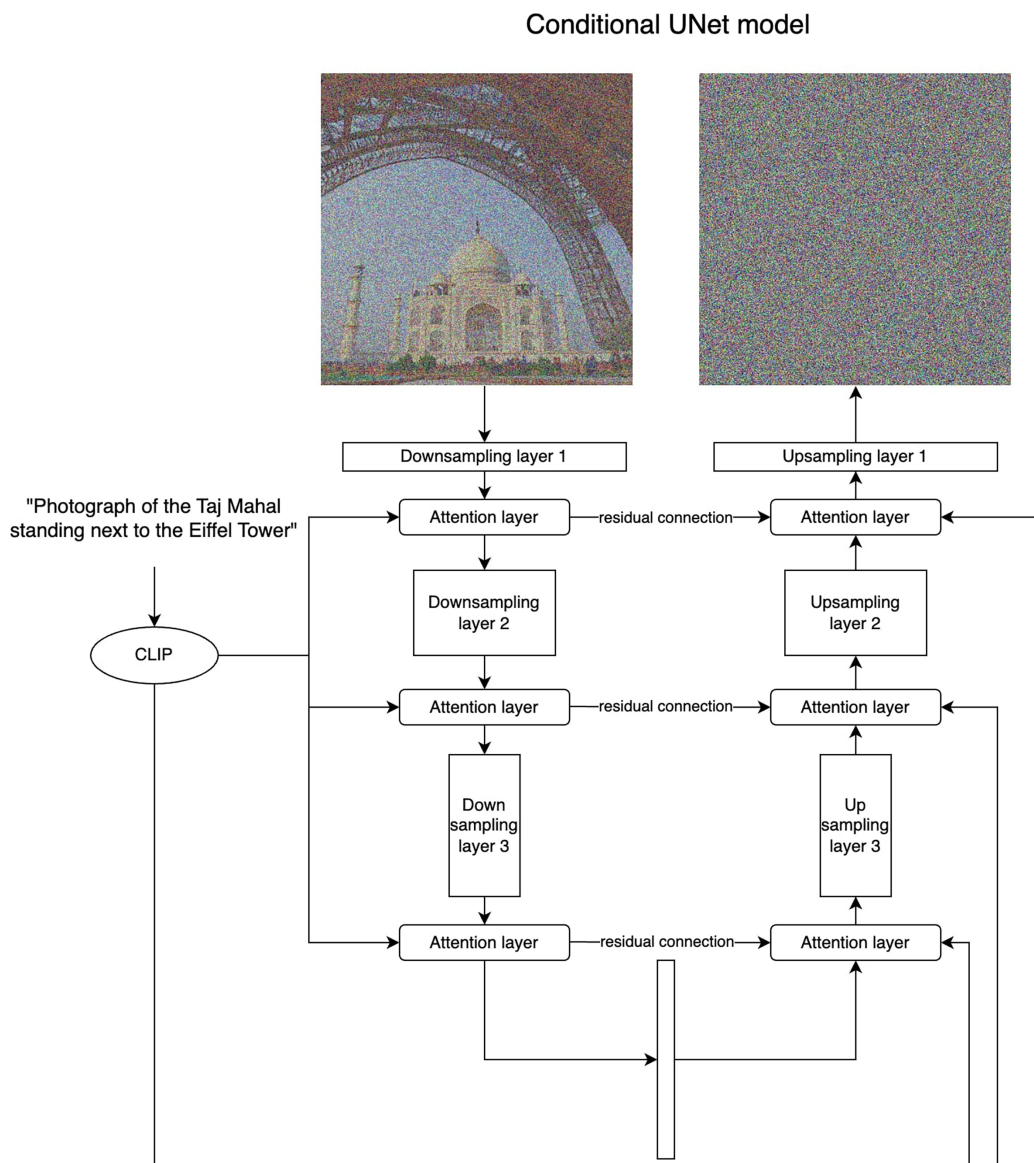 Conditional UNet model
Downsampling layer 1
Upsampling layer 1
"Photograph of the Taj Mahal
standing next to the Eiffel Tower"
Attention layer
residual connection
Attention layer
Downsampling
layer 2
Upsampling
layer 2
CLIP
Attention layer
residual connection
Attention layer
Down
sampling
layer 3
Up
sampling
layer 3
Attention layer
residual connection
Attention layer